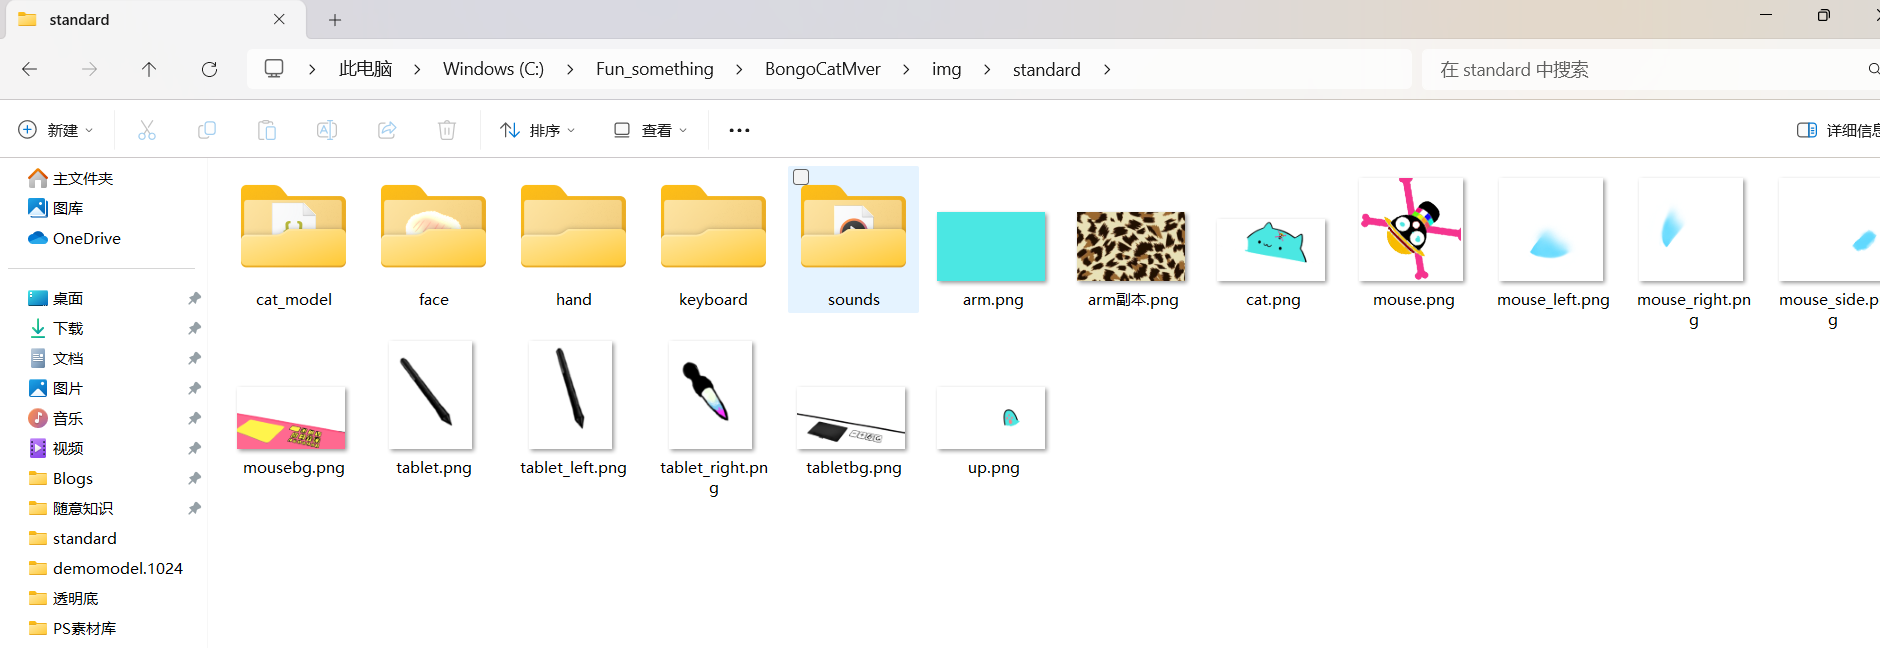 standard
此电脑 Windows (C:) Fun_something BongoCatMver img standard
在 standard 中搜索
新建 排序 查看 详细信息
主文件夹
图库
OneDrive
桌面
下载
文档
图片
音乐
视频
Blogs
随意知识
standard
demomodel.1024
透明底
PS素材库
cat_model face hand keyboard sounds arm.png arm副本.png cat.png mouse.png mouse_left.png mouse_right.pn mouse_side.p
g g
mousebg.png tablet.png tablet_left.png tablet_right.pn tabletbg.png up.png
g